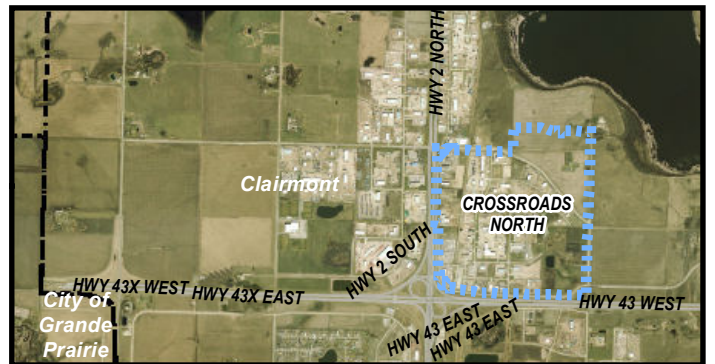 HWY 2 NORTH
Clairmont
CROSSROADS
NORTH
HWY 2 SOUTH
HWY 43X WEST
HWY 43X EAST
HWY 43 WEST
City of
Grande
Prairie
HWY 43 EAST
HWY 43 EAST